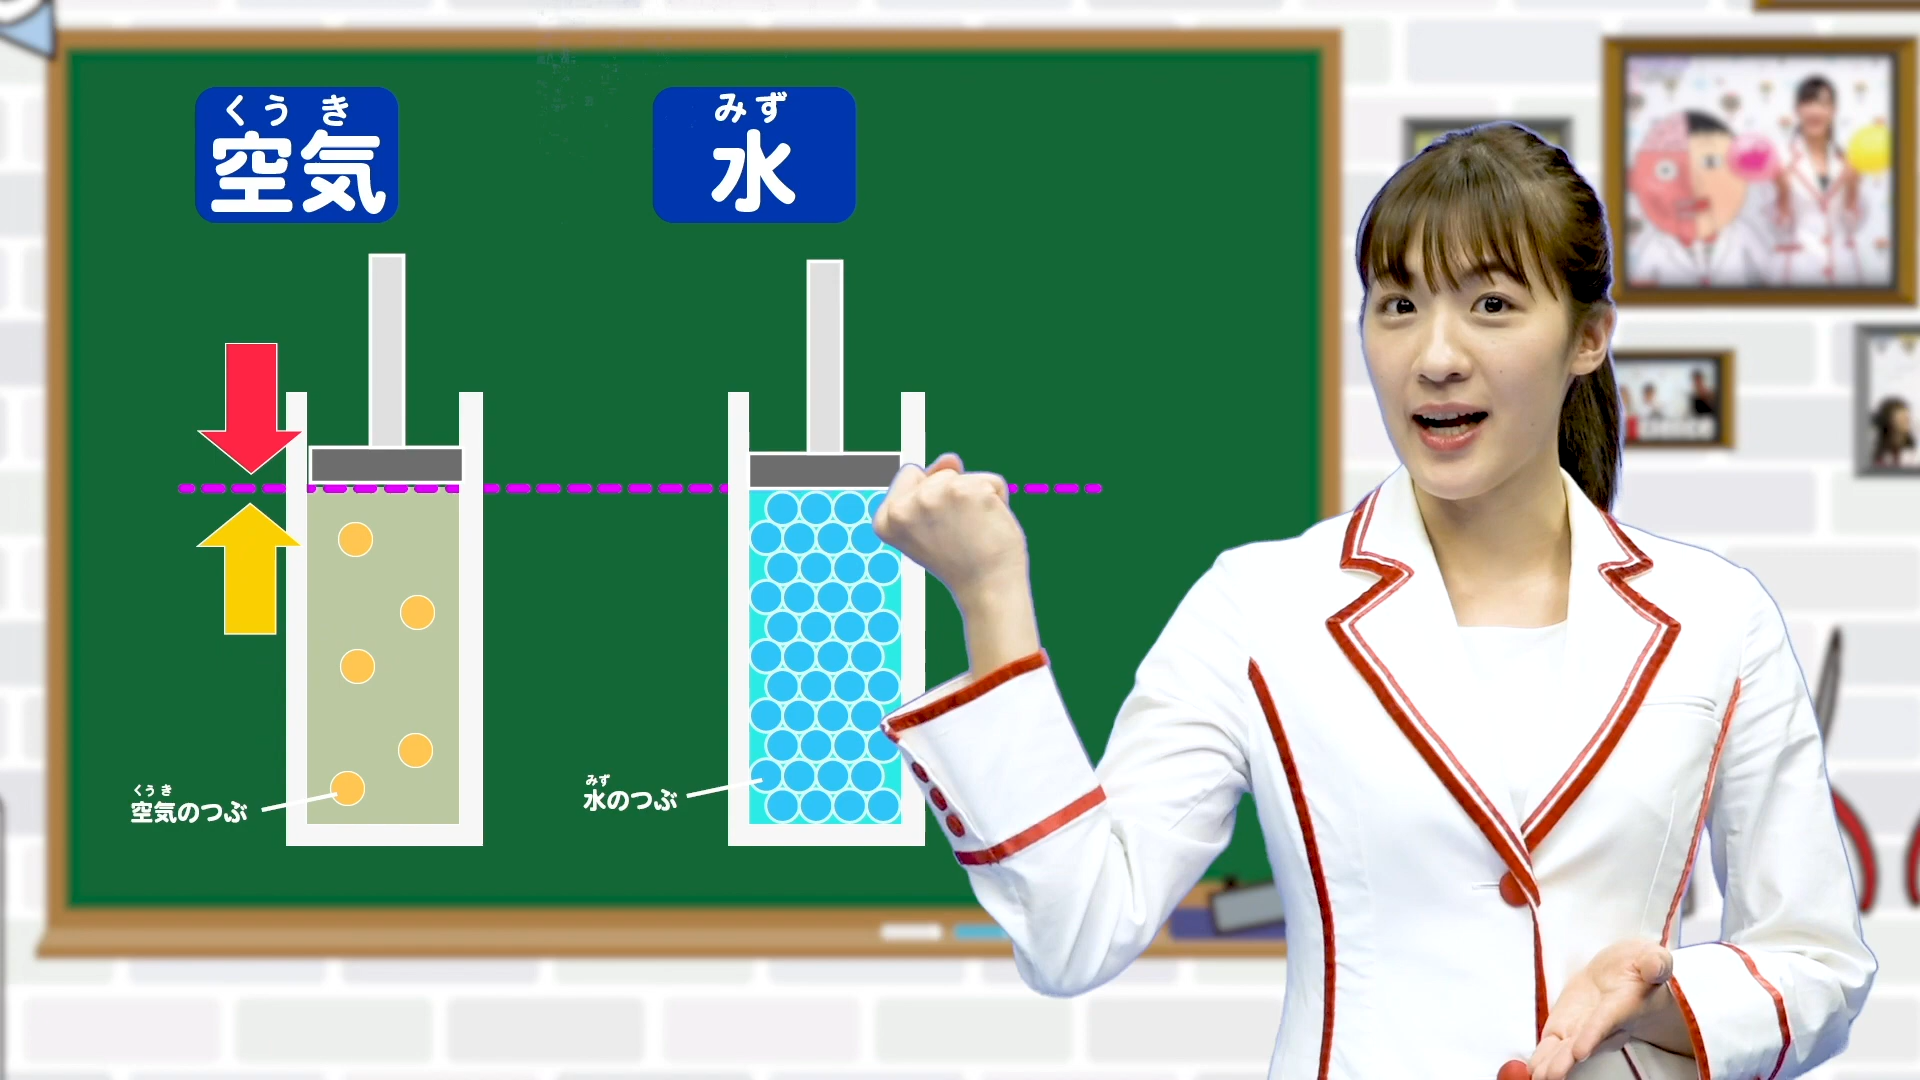 くうき
空気
みず
水
くうき
空気のつぶ
みず
水のつぶ